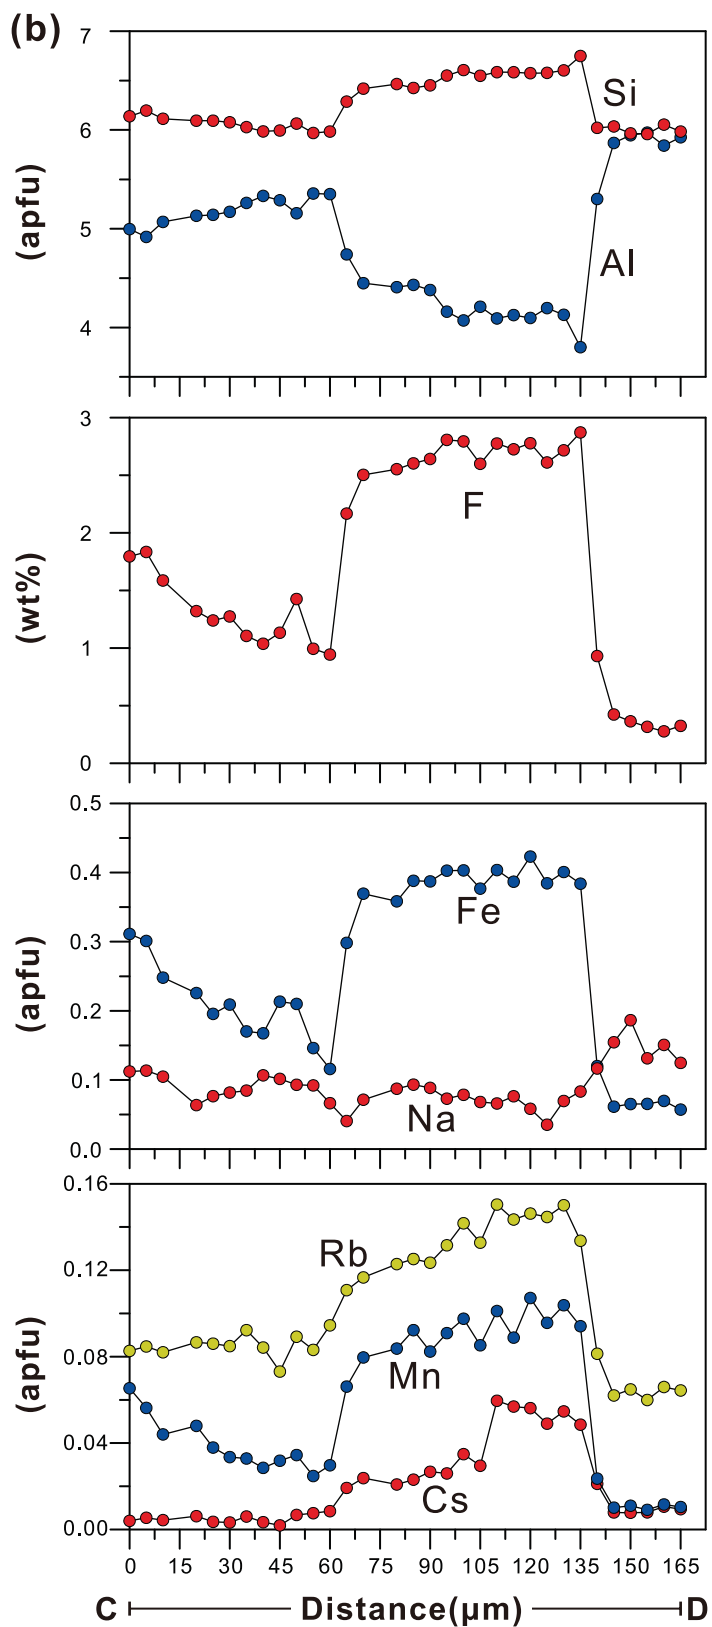 (b)
7
6
5
4
(apfu)
Si
Al
3
2
1
0
(wt%)
F
0.5
0.4
0.3
0.2
0.1
0.0
(apfu)
Fe
Na
0.16
0.12
0.08
0.04
0.00
(apfu)
Rb
Mn
Cs
0 15 30 45 60 75 90 105 120 135 150 165
C Distance(μm) D